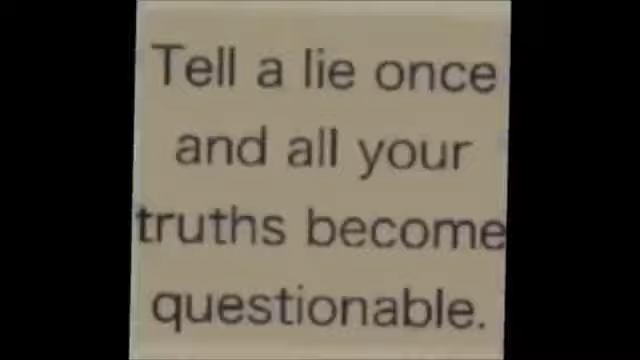 Tell a lie once
and all your
truths become
questionable.